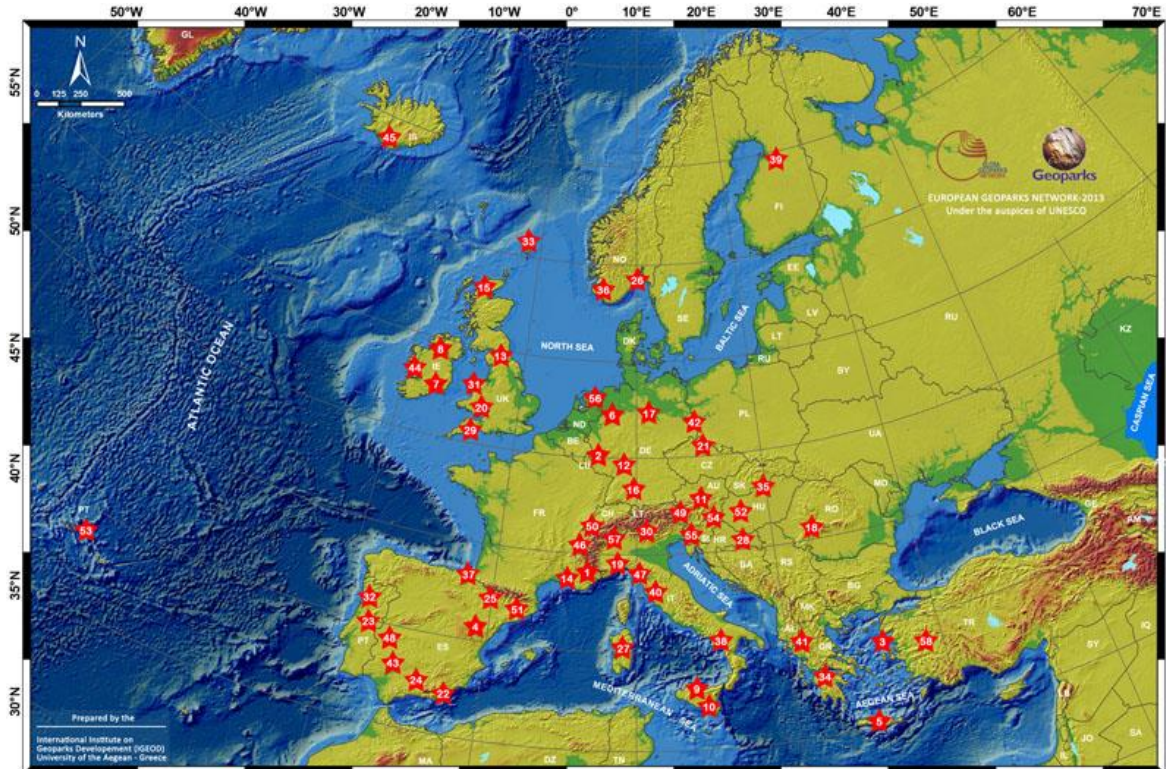 50°W 40°W 30°W 20°W 10°W 0° 10°E 20°E 30°E 40°E 50°E 60°E 70°E
GL
N
0 125 250 500
Kilometers
55°N
45
39
Geoparks
EUROPEAN GEOPARKS NETWORK-2013
Under the auspices of UNESCO
FI
50°N
33
NO
15
36
26
SE
EE
LV
RU
KZ
ATLANTIC OCEAN
NORTH SEA
BALTIC SEA
DK
LT
RU
BY
CASPIAN SEA
45°N
8
44
IE
13
7
31
UK
20
29
56
6
17
42
PL
ND
BE
DE
21
UA
2
LU
12
CZ
40°N
16
AU
SK
35
MD
11
HU
FR
CH
LT
49
54
52
RO
18
PT
53
50
46
57
30
55
SI
HR
28
BLACK SEA
GE
AM
35°N
37
14
1
19
47
BA
RS
ADRIATIC SEA
40
IT
BG
32
25
51
23
4
MK
AL
TR
IQ
PT
48
ES
27
38
41
GR
3
58
SY
43
24
22
MEDITERRANEAN SEA
9
10
34
AEGEAN SEA
5
30°N
LB
Prepared by the
International Institute on
Geoparks Developement (IGEOD)
University of the Aegean - Greece
MA
DZ
TN
IL
JO
SA